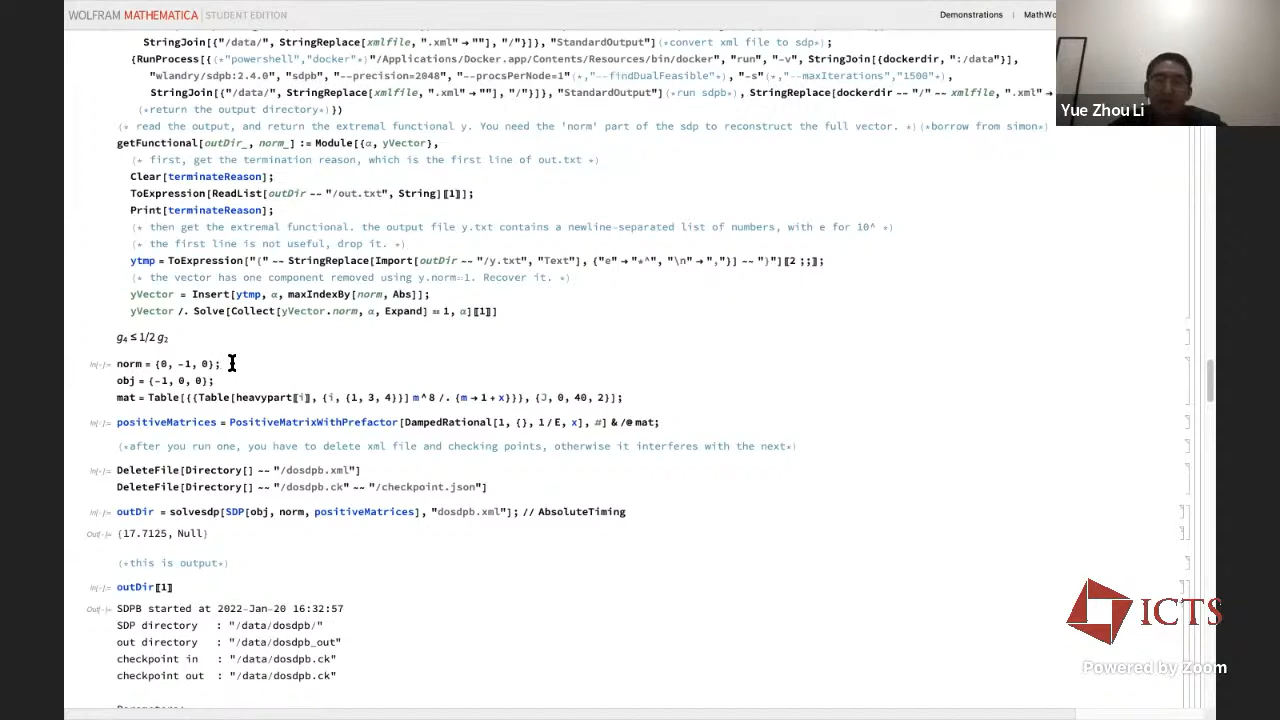 WOLFRAM MATHEMATICA | STUDENT EDITION
Demonstrations | MathWo
StringJoin[{"/data/", StringReplace[xmlfile, ".xml"→""], "/"}]}, "StandardOutput"](*convert xml file to sdp*);
{RunProcess[{(*"powershell","docker"*)"/Applications/Docker.app/Contents/Resources/bin/docker", "run", "-v", StringJoin[{dockerdir, ":/data"}],
"wlandry/sdpb:2.4.0", "sdpb", "--precision=2048", "--procsPerNode=1"(*,"--findDualFeasible"*), "-s"(*,"--maxIterations","1500"*),
StringJoin[{"/data/", StringReplace[xmlfile, ".xml"→""], "/"}]}, "StandardOutput"](*run sdpb*), StringReplace[dockerdir ~~ "/" ~~ xmlfile, ".xml"→
(*return the output directory*)})
Yue Zhou Li
(* read the output, and return the extremal functional y. You need the 'norm' part of the sdp to reconstruct the full vector. *)(*borrow from simon*)
getFunctional[outDir_, norm_] := Module[{α, yVector},
(* first, get the termination reason, which is the first line of out.txt *)
Clear[terminateReason];
ToExpression[ReadList[outDir ~~ "/out.txt", String]〚1〛];
Print[terminateReason];
(* then get the extremal functional. the output file y.txt contains a newline-separated list of numbers, with e for 10^ *)
(* the first line is not useful, drop it. *)
ytmp = ToExpression["{" ~~ StringReplace[Import[outDir ~~ "/y.txt", "Text"], {"e"→"*^", "\n"→","}] ~~ "}"]〚2 ;;〛;
(* the vector has one component removed using y.norm=1. Recover it. *)
yVector = Insert[ytmp, α, maxIndexBy[norm, Abs]];
yVector /. Solve[Collect[yVector.norm, α, Expand] == 1, α]〚1〛]
g₄ ≤ 1/2 g₂
In[·]:= norm = {0, -1, 0};
obj = {-1, 0, 0};
mat = Table[{{Table[heavypart〚i〛, {i, {1, 3, 4}}] m^8 /. {m→1+x}}}, {J, 0, 40, 2}];
In[·]:= positiveMatrices = PositiveMatrixWithPrefactor[DampedRational[1, {}, 1/E, x], #] & /@ mat;
(*after you run one, you have to delete xml file and checking points, otherwise it interferes with the next*)
In[·]:= DeleteFile[Directory[] ~~ "/dosdpb.xml"]
DeleteFile[Directory[] ~~ "/dosdpb.ck" ~~ "/checkpoint.json"]
In[·]:= outDir = solvesdp[SDP[obj, norm, positiveMatrices], "dosdpb.xml"]; // AbsoluteTiming
Out[·]= {17.7125, Null}
(*this is output*)
In[·]:= outDir〚1〛
Out[·]= SDPB started at 2022-Jan-20 16:32:57
SDP directory : "/data/dosdpb/"
out directory : "/data/dosdpb_out"
checkpoint in : "/data/dosdpb.ck"
checkpoint out : "/data/dosdpb.ck"
ICTS
Powered by Zoom